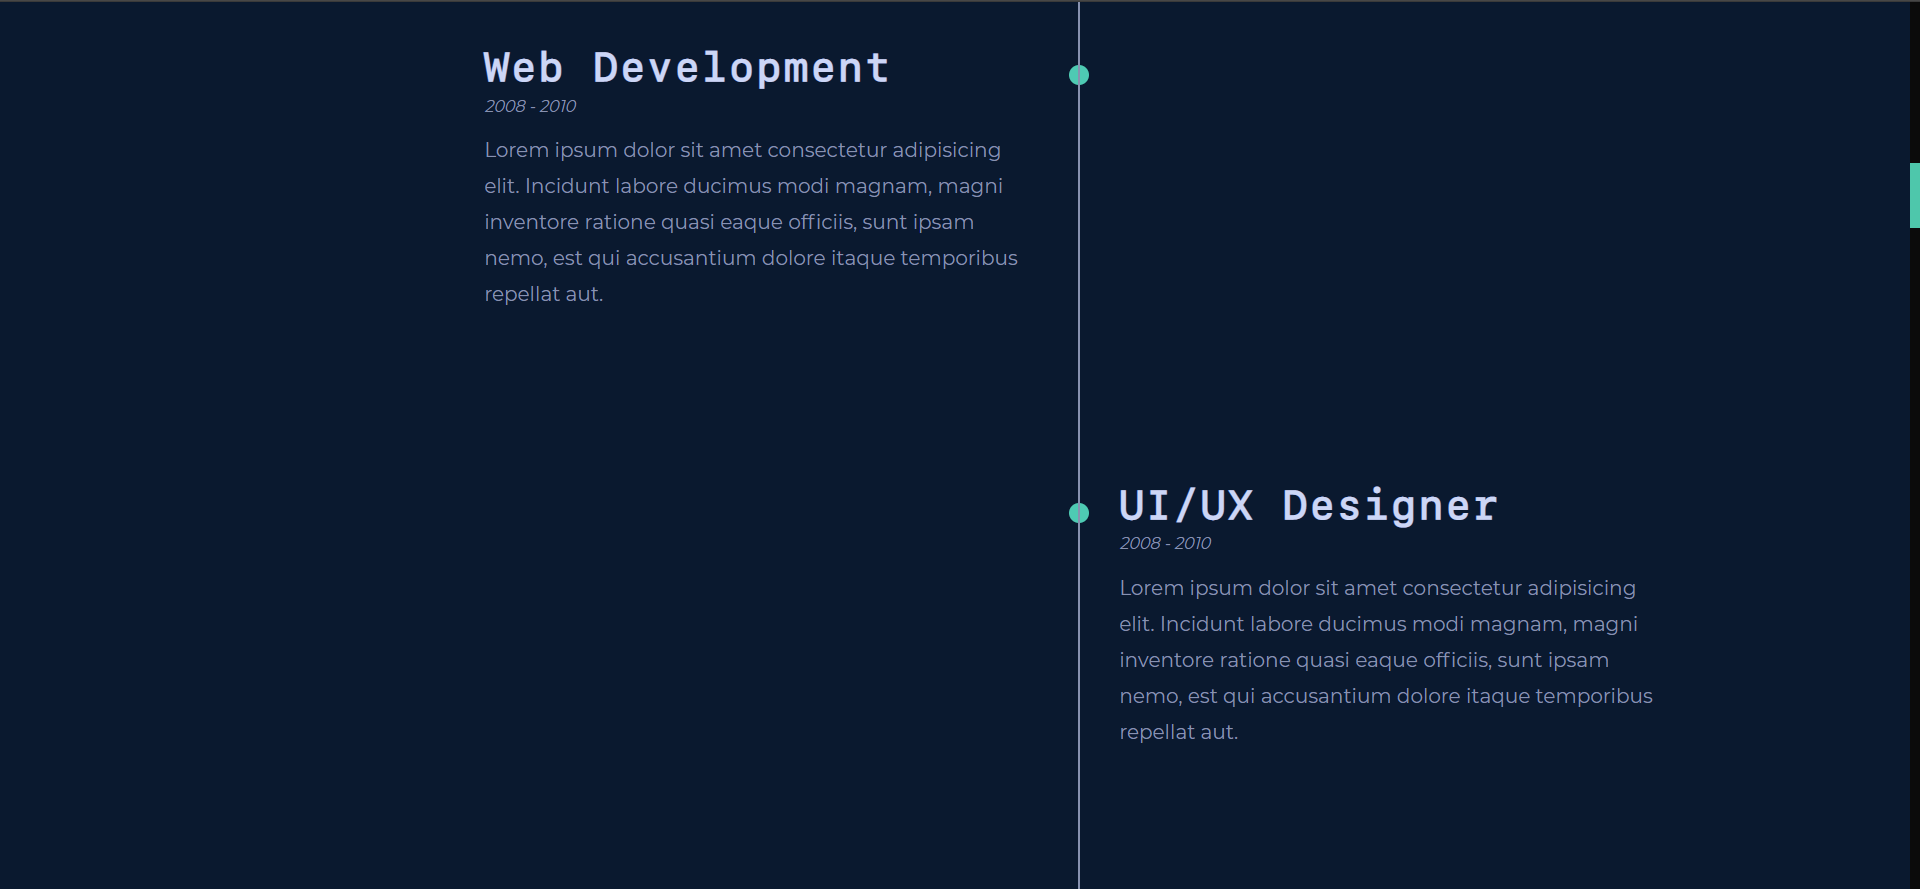 Web Development
2008 - 2010
Lorem ipsum dolor sit amet consectetur adipisicing
elit. Incidunt labore ducimus modi magnam, magni
inventore ratione quasi eaque officiis, sunt ipsam
nemo, est qui accusantium dolore itaque temporibus
repellat aut.
UI/UX Designer
2008 - 2010
Lorem ipsum dolor sit amet consectetur adipisicing
elit. Incidunt labore ducimus modi magnam, magni
inventore ratione quasi eaque officiis, sunt ipsam
nemo, est qui accusantium dolore itaque temporibus
repellat aut.